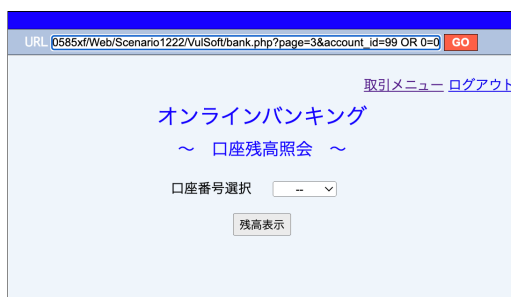 URL 0585xf/Web/Scenario1222/VulSoft/bank.php?page=3&account_id=99 OR 0=0 GO
取引メニュー ログアウト
オンラインバンキング
～ 口座残高照会 ～
口座番号選択 --
残高表示